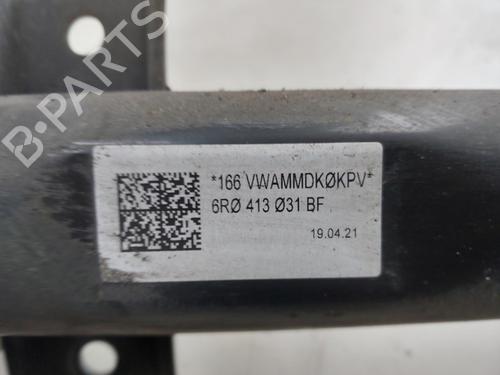 B-PARTS
*166 VWAMMDKØKPV*
6RØ 413 Ø31 BF
19.04.21